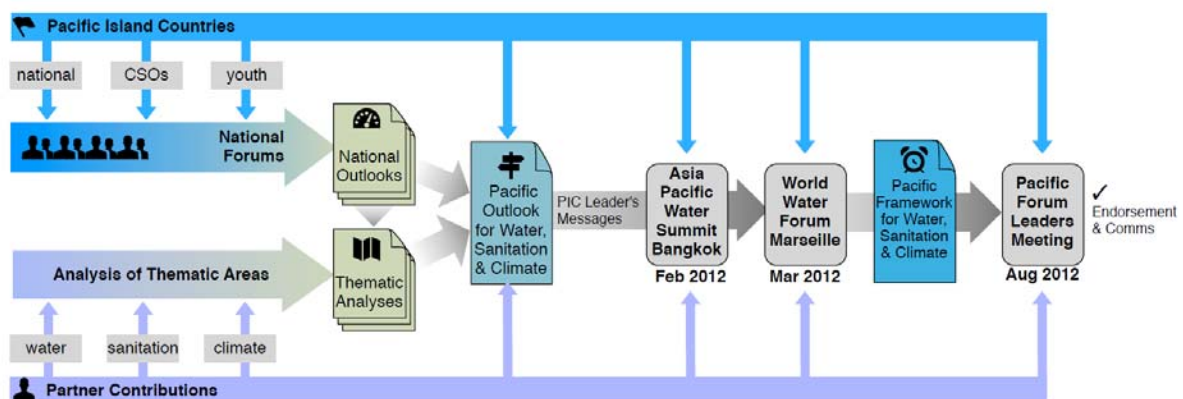 Pacific Island Countries
national
CSOs
youth
National
Forums
National
Outlooks
Analysis of Thematic Areas
Thematic
Analyses
water
sanitation
climate
Partner Contributions
Pacific
Outlook
for Water,
Sanitation
& Climate
PIC Leader's
Messages
Asia
Pacific
Water
Summit
Bangkok
Feb 2012
World
Water
Forum
Marseille
Mar 2012
Pacific
Framework
for Water,
Sanitation
& Climate
Pacific
Forum
Leaders
Meeting
Aug 2012
✓
Endorsement
& Comms